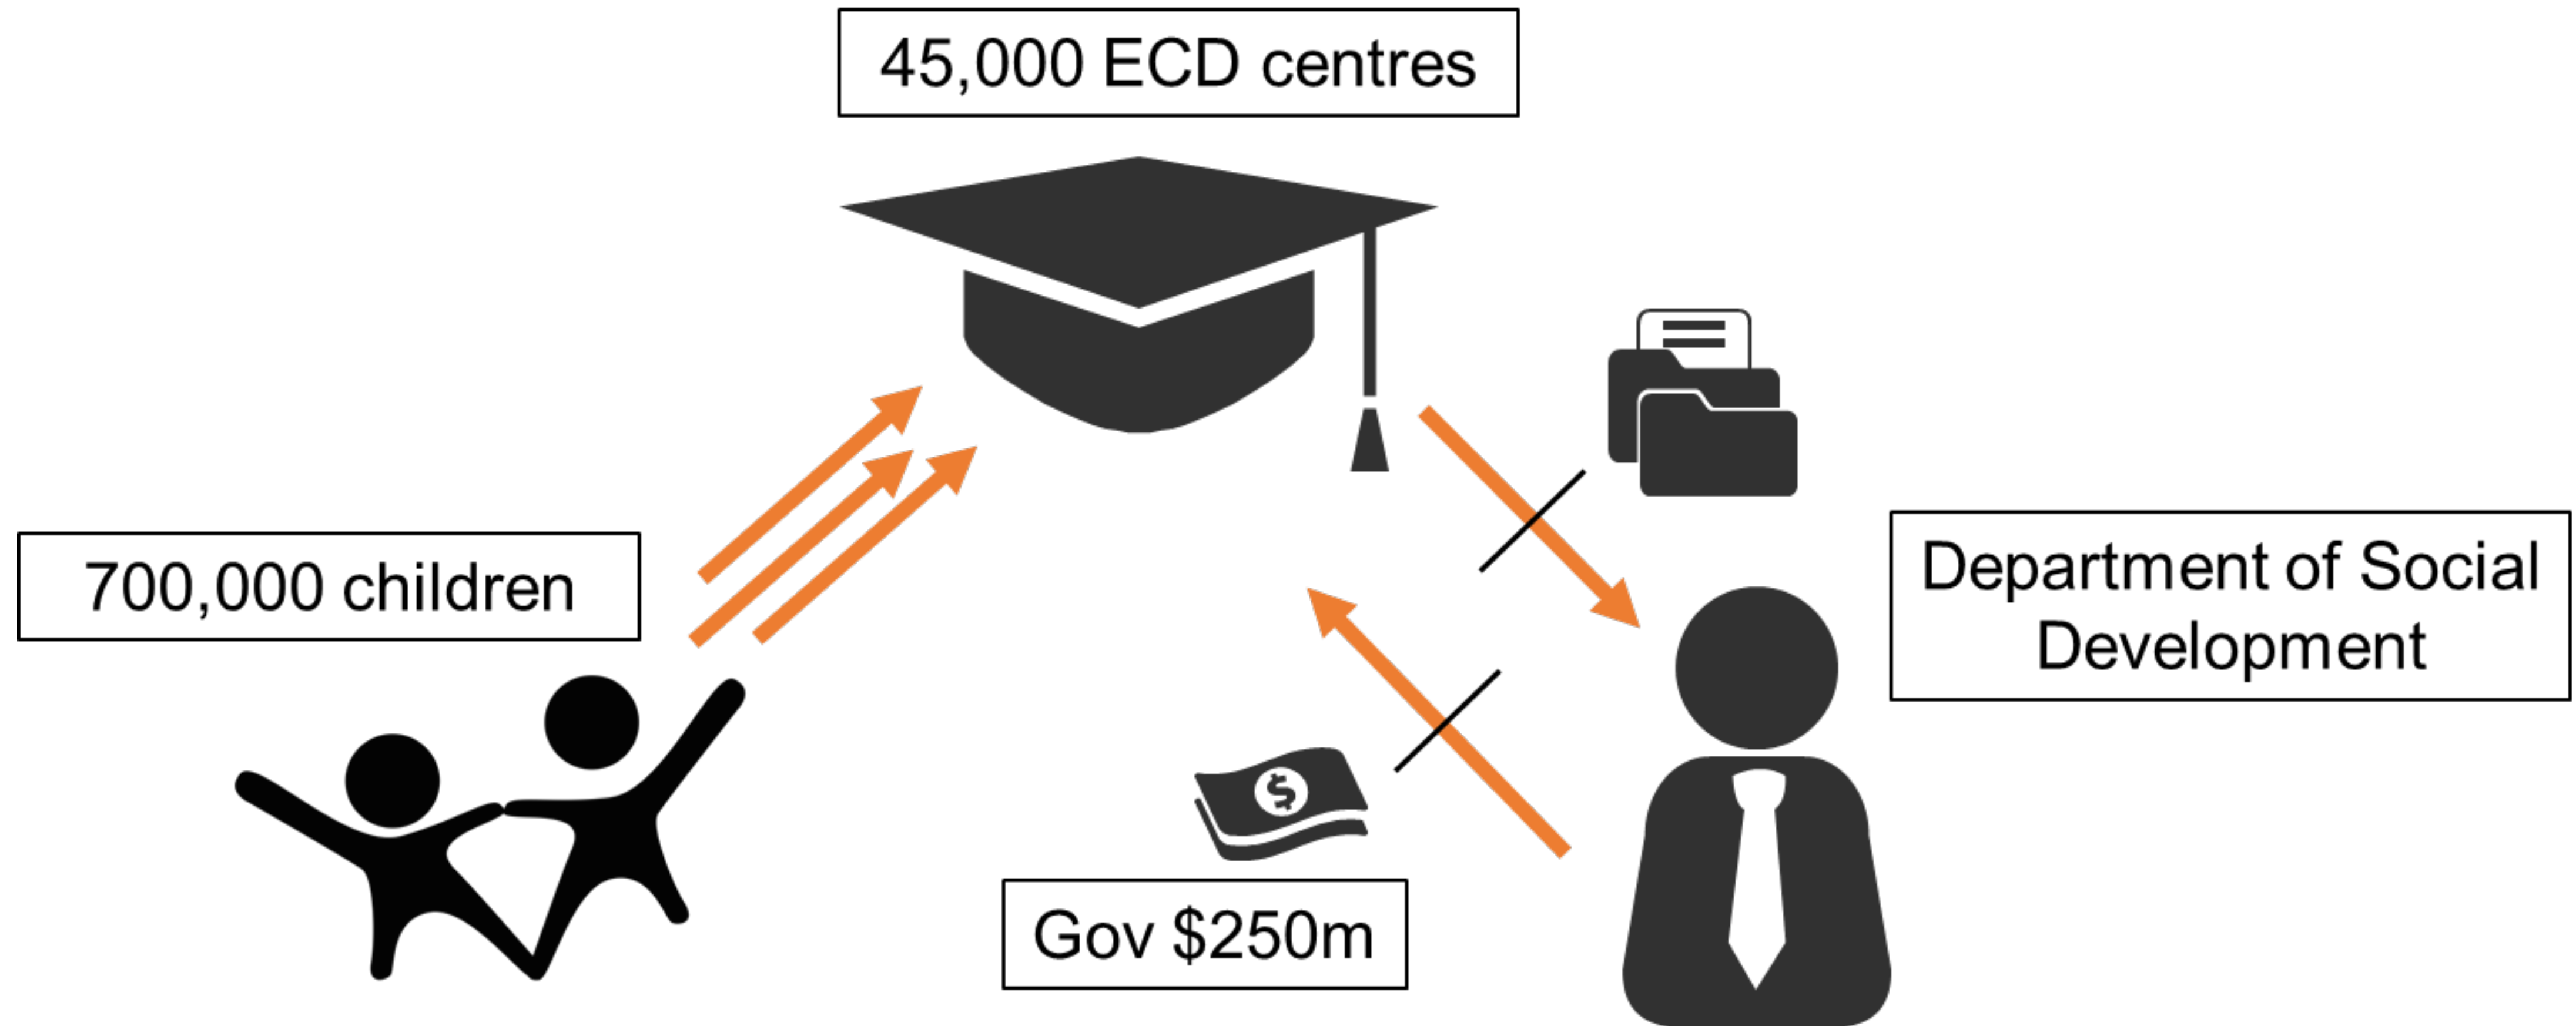 45,000 ECD centres
700,000 children
Department of Social
Development
Gov $250m
$